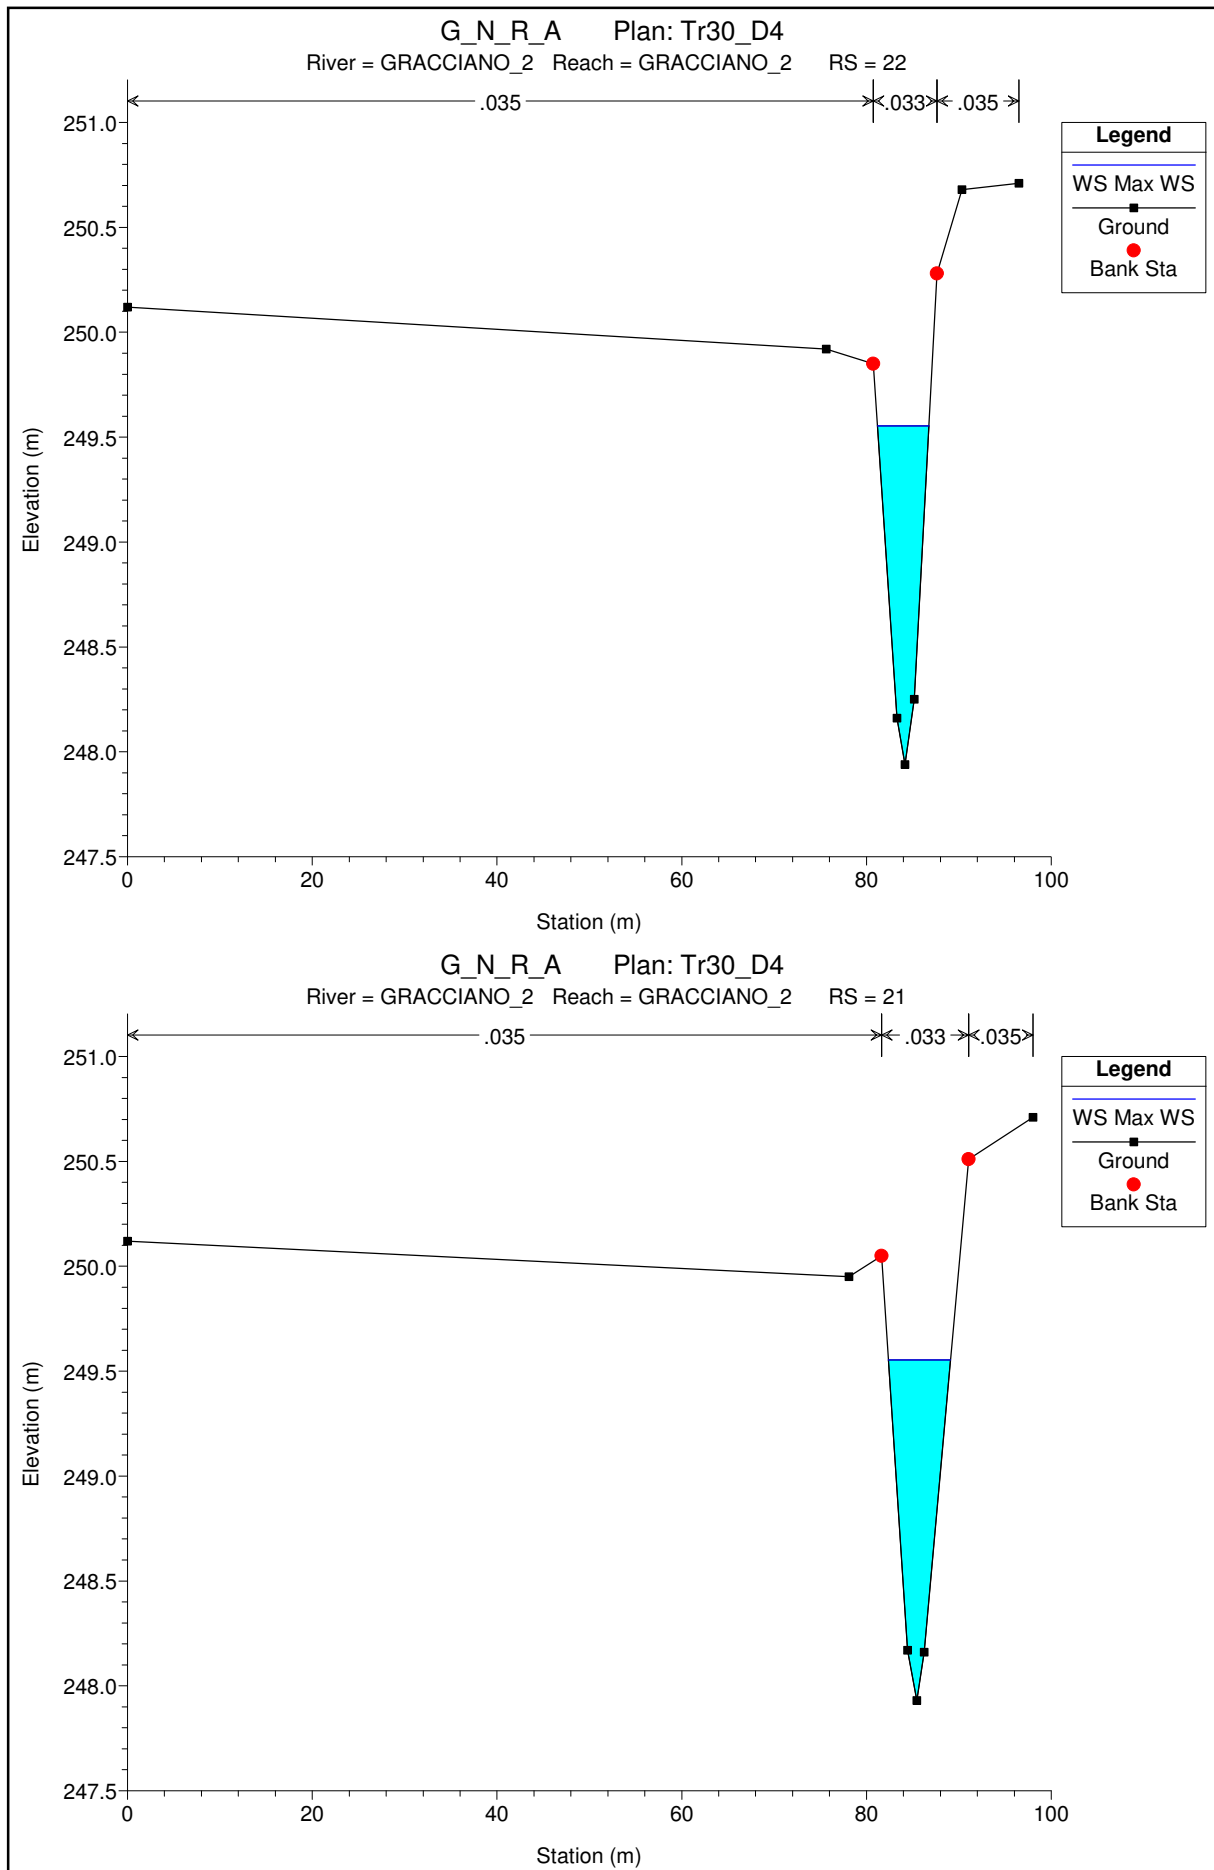 G_N_R_A Plan: Tr30_D4
River = GRACCIANO_2 Reach = GRACCIANO_2 RS = 22
.035 .033 .035
251.0
250.5
250.0
249.5
249.0
248.5
248.0
247.5
Elevation (m)
0 20 40 60 80 100
Station (m)
Legend
WS Max WS
Ground
Bank Sta
G_N_R_A Plan: Tr30_D4
River = GRACCIANO_2 Reach = GRACCIANO_2 RS = 21
.035 .033 .035
251.0
250.5
250.0
249.5
249.0
248.5
248.0
247.5
Elevation (m)
0 20 40 60 80 100
Station (m)
Legend
WS Max WS
Ground
Bank Sta